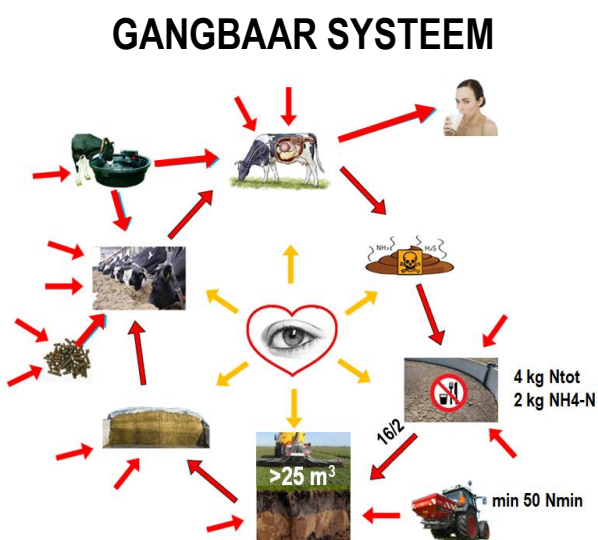 GANGBAAR SYSTEEM
NH₃
H₂S
4 kg Ntot
2 kg NH4-N
16/2
>25 m³
min 50 Nmin